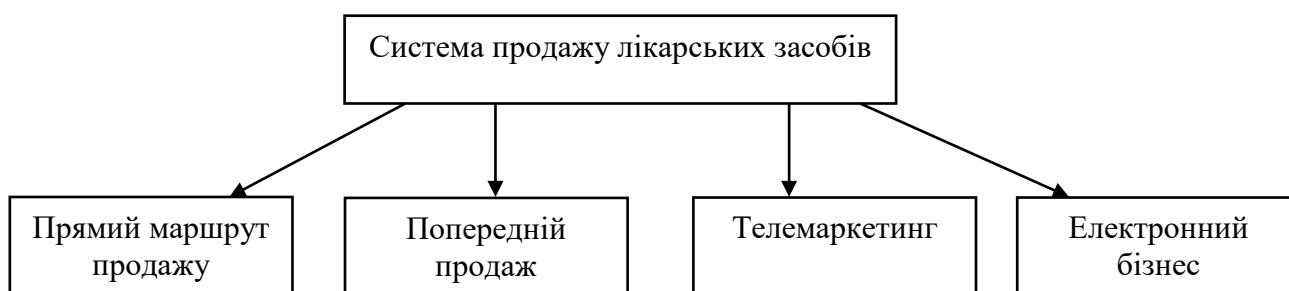 Система продажу лікарських засобів
Прямий маршрут
продажу
Попередній
продаж
Телемаркетинг
Електронний
бізнес